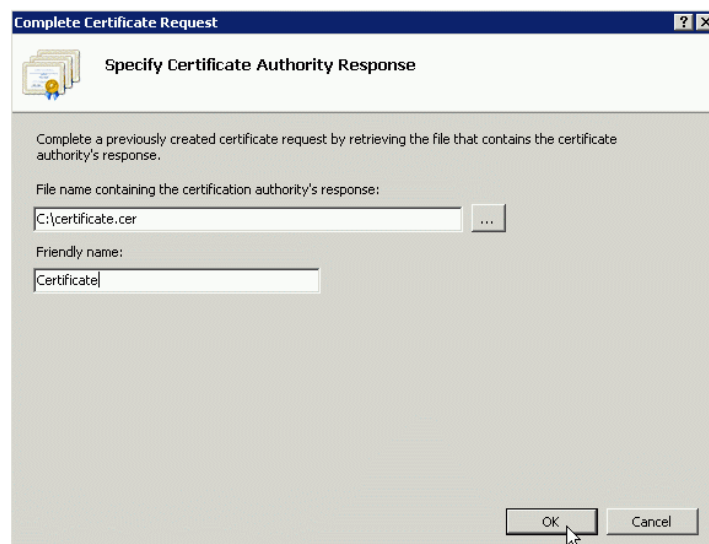 Complete Certificate Request
Specify Certificate Authority Response
Complete a previously created certificate request by retrieving the file that contains the certificate
authority's response.
File name containing the certification authority's response:
C:\certificate.cer
...
Friendly name:
Certificate
OK
Cancel